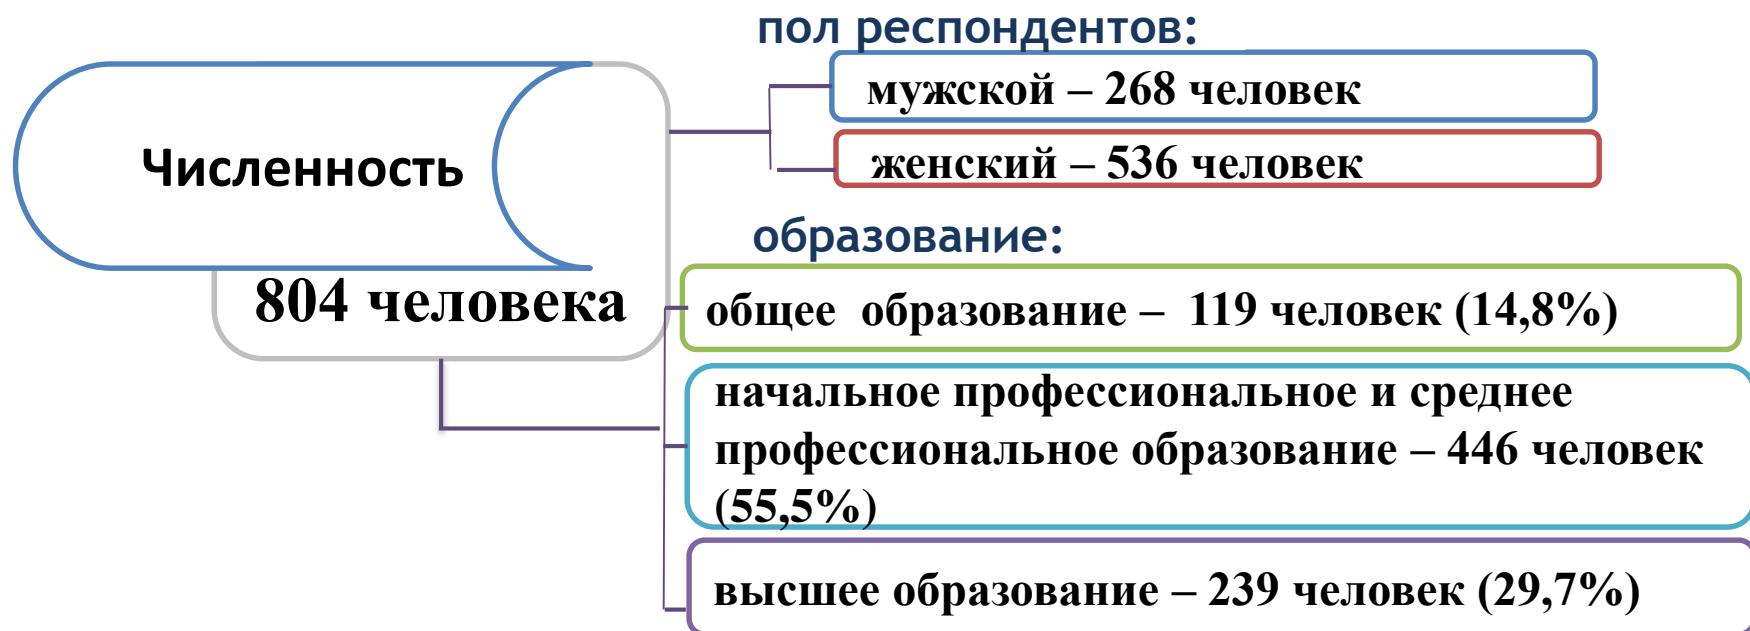 пол респондентов:
мужской – 268 человек
женский – 536 человек
Численность
804 человека
образование:
общее образование – 119 человек (14,8%)
начальное профессиональное и среднее
профессиональное образование – 446 человек
(55,5%)
высшее образование – 239 человек (29,7%)